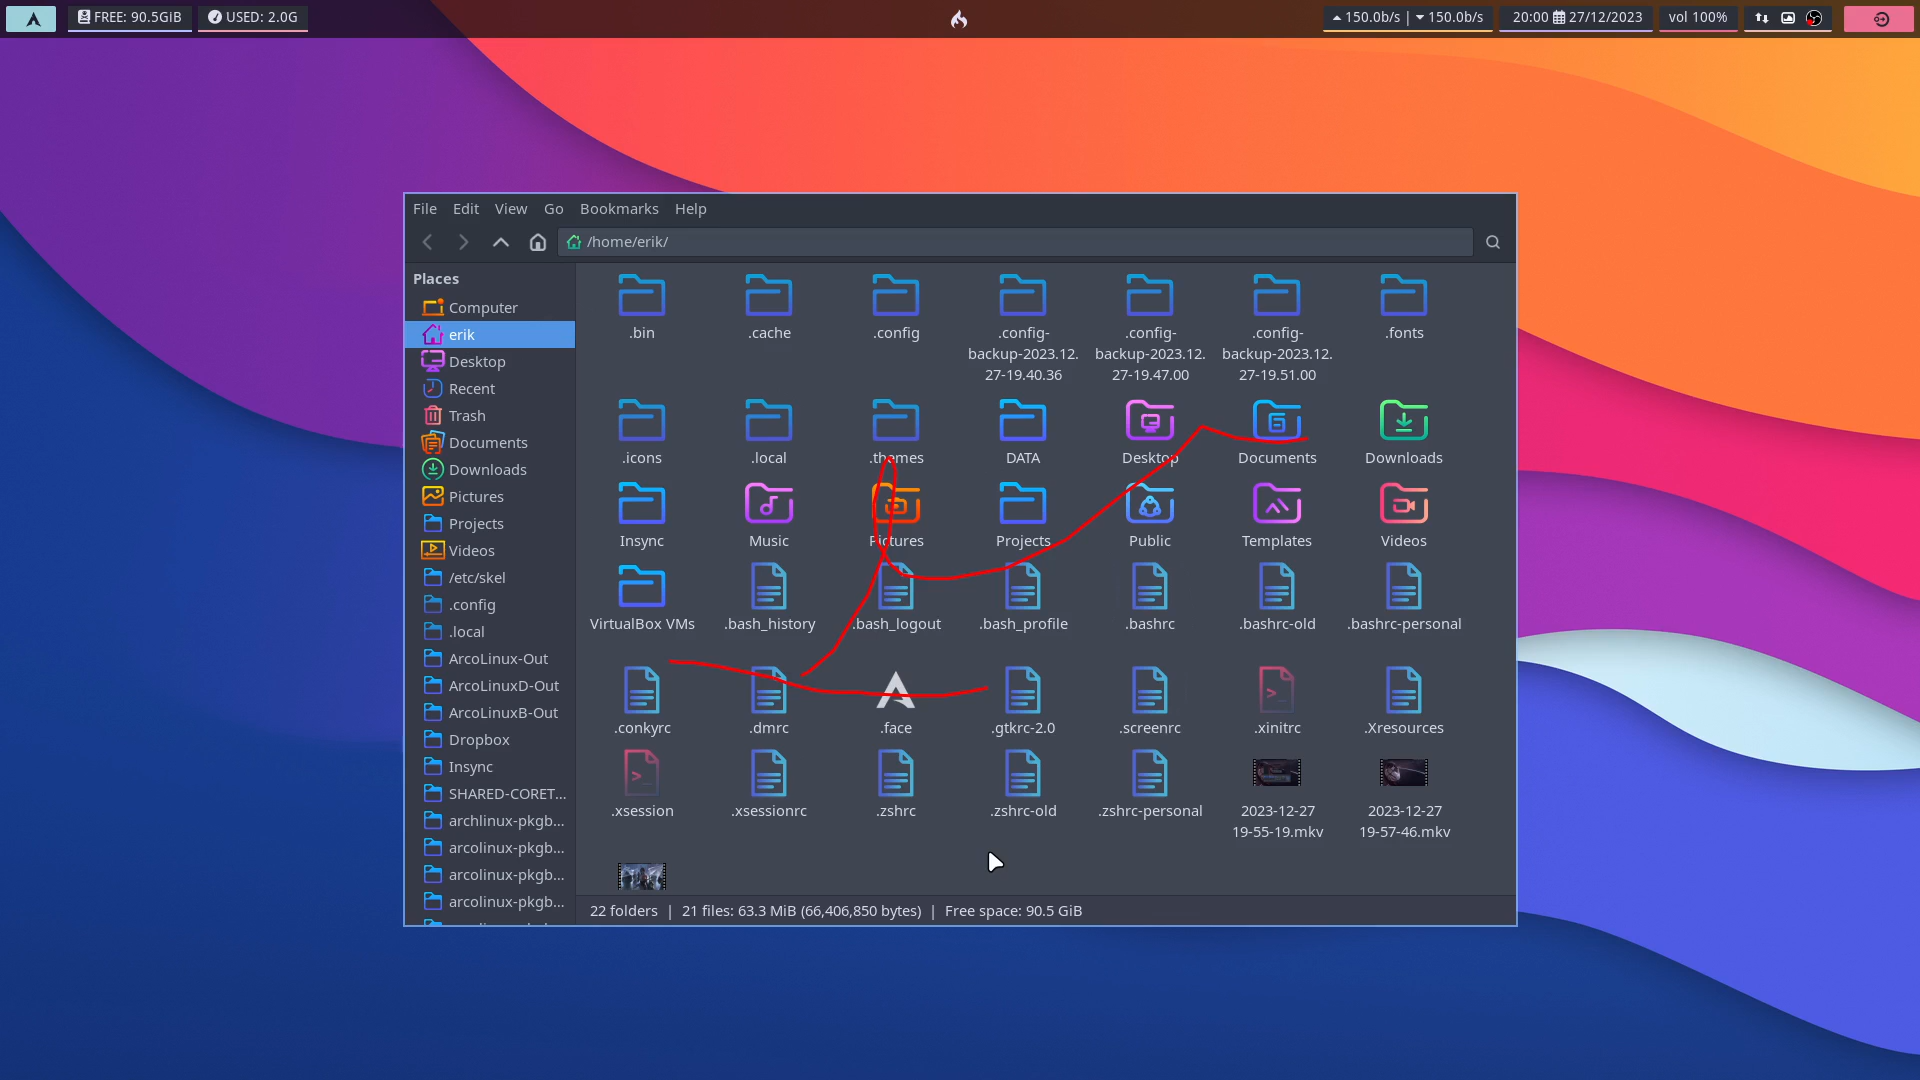 FREE: 90.5GIB
USED: 2.0G
150.0b/s | 150.0b/s
20:00 27/12/2023
vol 100%
File Edit View Go Bookmarks Help
/home/erik/
Places
Computer
erik
Desktop
Recent
Trash
Documents
Downloads
Pictures
Projects
Videos
/etc/skel
.config
.local
ArcoLinux-Out
ArcoLinuxD-Out
ArcoLinuxB-Out
Dropbox
Insync
SHARED-CORET...
archlinux-pkgb...
arcolinux-pkgb...
arcolinux-pkgb...
arcolinux-pkgb...
.bin
.cache
.config
.config-
backup-2023.12.
27-19.40.36
.config-
backup-2023.12.
27-19.47.00
.config-
backup-2023.12.
27-19.51.00
.fonts
.icons
.local
.themes
DATA
Desktop
Documents
Downloads
Insync
Music
Pictures
Projects
Public
Templates
Videos
VirtualBox VMs
.bash_history
.bash_logout
.bash_profile
.bashrc
.bashrc-old
.bashrc-personal
.conkyrc
.dmrc
.face
.gtkrc-2.0
.screenrc
.xinitrc
.Xresources
.xsession
.xsessionrc
.zshrc
.zshrc-old
.zshrc-personal
2023-12-27
19-55-19.mkv
2023-12-27
19-57-46.mkv
22 folders | 21 files: 63.3 MiB (66,406,850 bytes) | Free space: 90.5 GiB